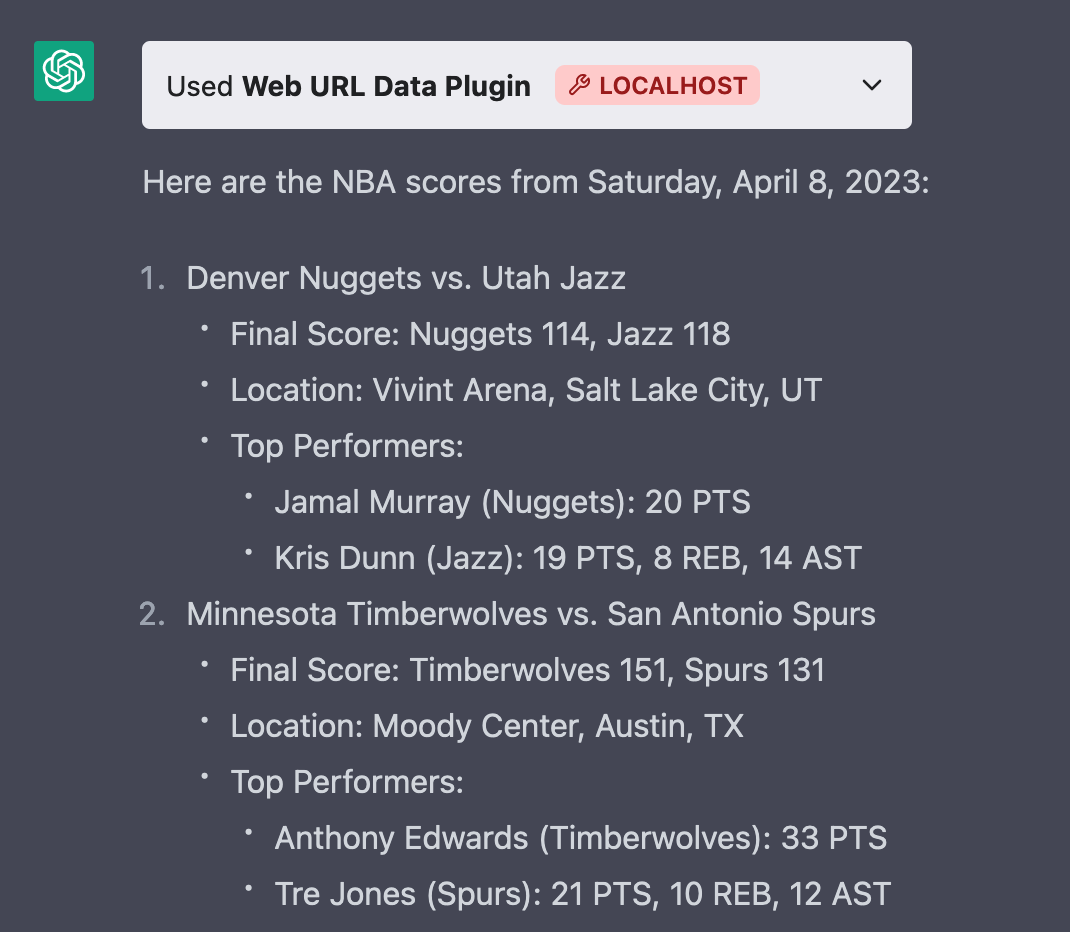 Used Web URL Data Plugin LOCALHOST
Here are the NBA scores from Saturday, April 8, 2023:
1. Denver Nuggets vs. Utah Jazz
• Final Score: Nuggets 114, Jazz 118
• Location: Vivint Arena, Salt Lake City, UT
• Top Performers:
• Jamal Murray (Nuggets): 20 PTS
• Kris Dunn (Jazz): 19 PTS, 8 REB, 14 AST
2. Minnesota Timberwolves vs. San Antonio Spurs
• Final Score: Timberwolves 151, Spurs 131
• Location: Moody Center, Austin, TX
• Top Performers:
• Anthony Edwards (Timberwolves): 33 PTS
• Tre Jones (Spurs): 21 PTS, 10 REB, 12 AST